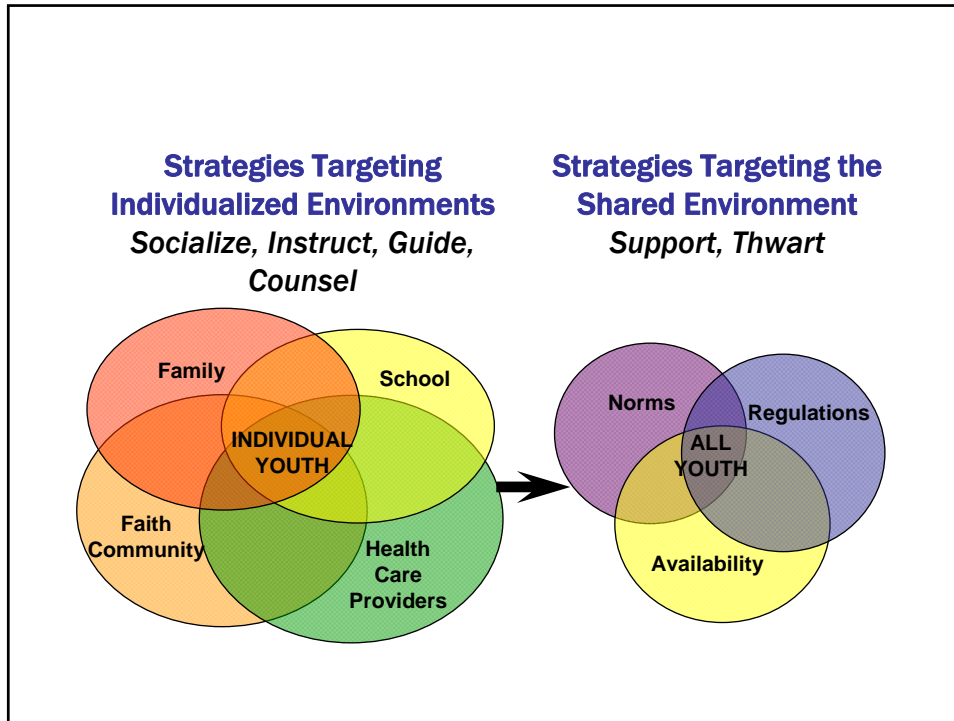 Strategies Targeting
Individualized Environments
Socialize, Instruct, Guide,
Counsel
Family
School
INDIVIDUAL
YOUTH
Faith
Community
Health
Care
Providers
Strategies Targeting the
Shared Environment
Support, Thwart
Norms
Regulations
ALL
YOUTH
Availability